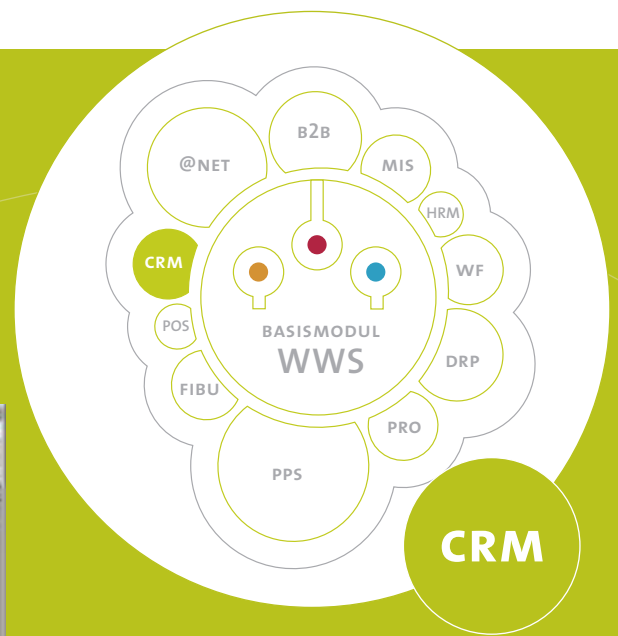 B2B
@NET
MIS
HRM
CRM
WF
BASISMODUL
WWS
POS
DRP
FIBU
PRO
PPS
CRM